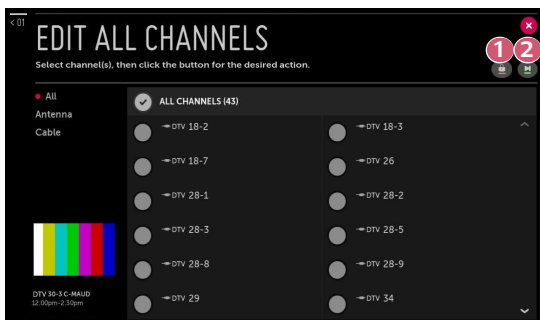 < 01
EDIT ALL CHANNELS
Select channel(s), then click the button for the desired action.
1 2
All
Antenna
Cable
ALL CHANNELS (43)
DTV 18-2 DTV 18-3
DTV 18-7 DTV 26
DTV 28-1 DTV 28-2
DTV 28-3 DTV 28-5
DTV 28-8 DTV 28-9
DTV 29 DTV 34
DTV 30-3 C-MAUD
12:00pm-2:30pm